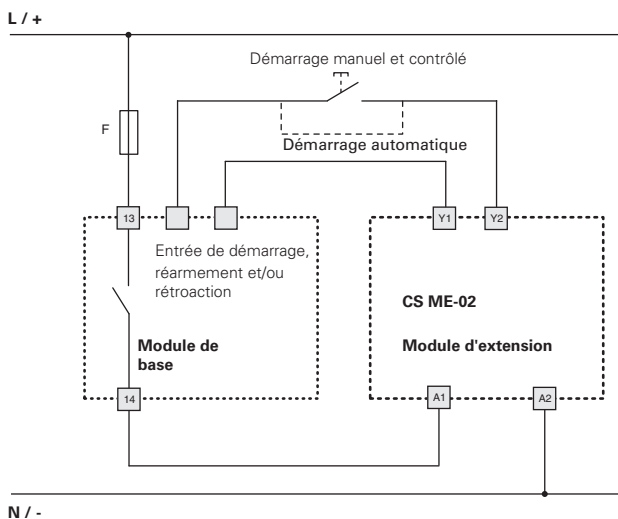 L / +
Démarrage manuel et contrôlé
F
Démarrage automatique
13
Y1
Y2
Entrée de démarrage,
réarmement et/ou
rétroaction
CS ME-02
Module de
base
Module d'extension
14
A1
A2
N / -